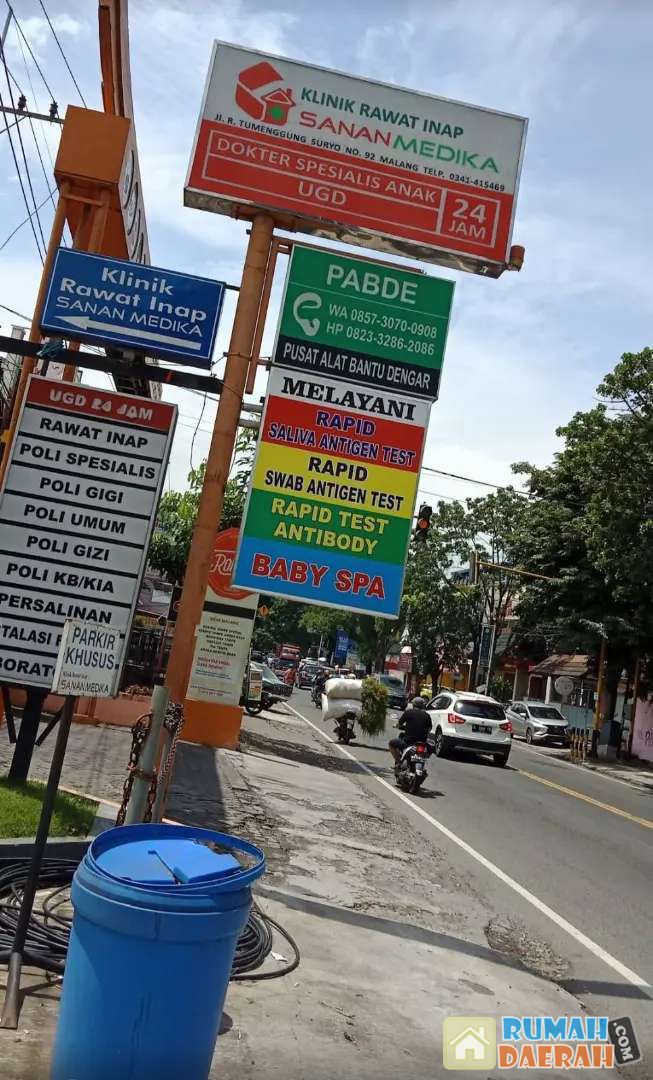 KLINIK RAWAT INAP
SANAN MEDIKA
Jl. R. TUMENGGUNG SURYO NO. 92 MALANG TELP. 0341-415469
DOKTER SPESIALIS ANAK
UGD
24
JAM
Klinik
Rawat Inap
SANAN MEDIKA
PABDE
WA 0857-3070-0908
HP 0823-3286-2086
PUSAT ALAT BANTU DENGAR
MELAYANI
RAPID
SALIVA ANTIGEN TEST
RAPID
SWAB ANTIGEN TEST
RAPID TEST
ANTIBODY
BABY SPA
UGD 24 JAM
RAWAT INAP
POLI SPESIALIS
POLI GIGI
POLI UMUM
POLI GIZI
POLI KB/KIA
PERSALINAN
PARKIR
KHUSUS
SANAN MEDIKA
RUMAH
DAERAH
.COM